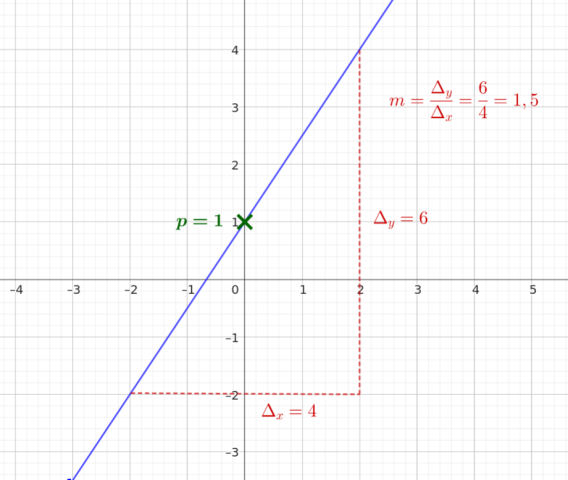 4
m = Δy/Δx = 6/4 = 1,5
3
2
p = 1
1
Δy = 6
–4 –3 –2 –1 0 1 2 3 4 5
–1
–2
Δx = 4
–3